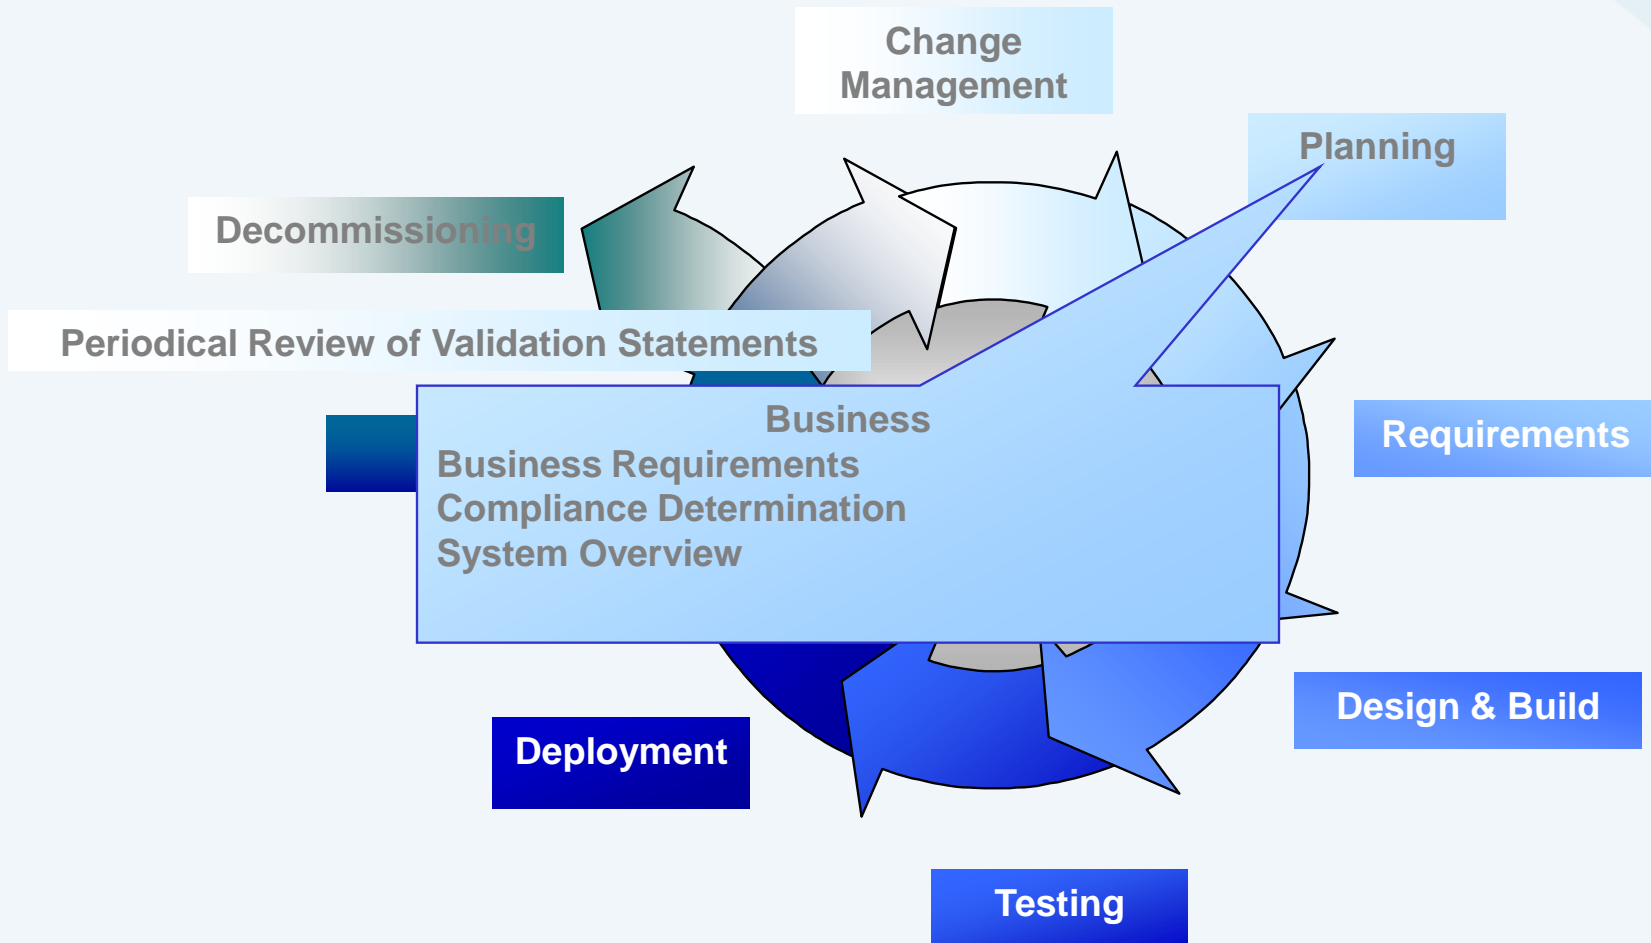 Change
Management
Planning
Decommissioning
Periodical Review of Validation Statements
Business
Business Requirements
Compliance Determination
System Overview
Requirements
Design & Build
Deployment
Testing